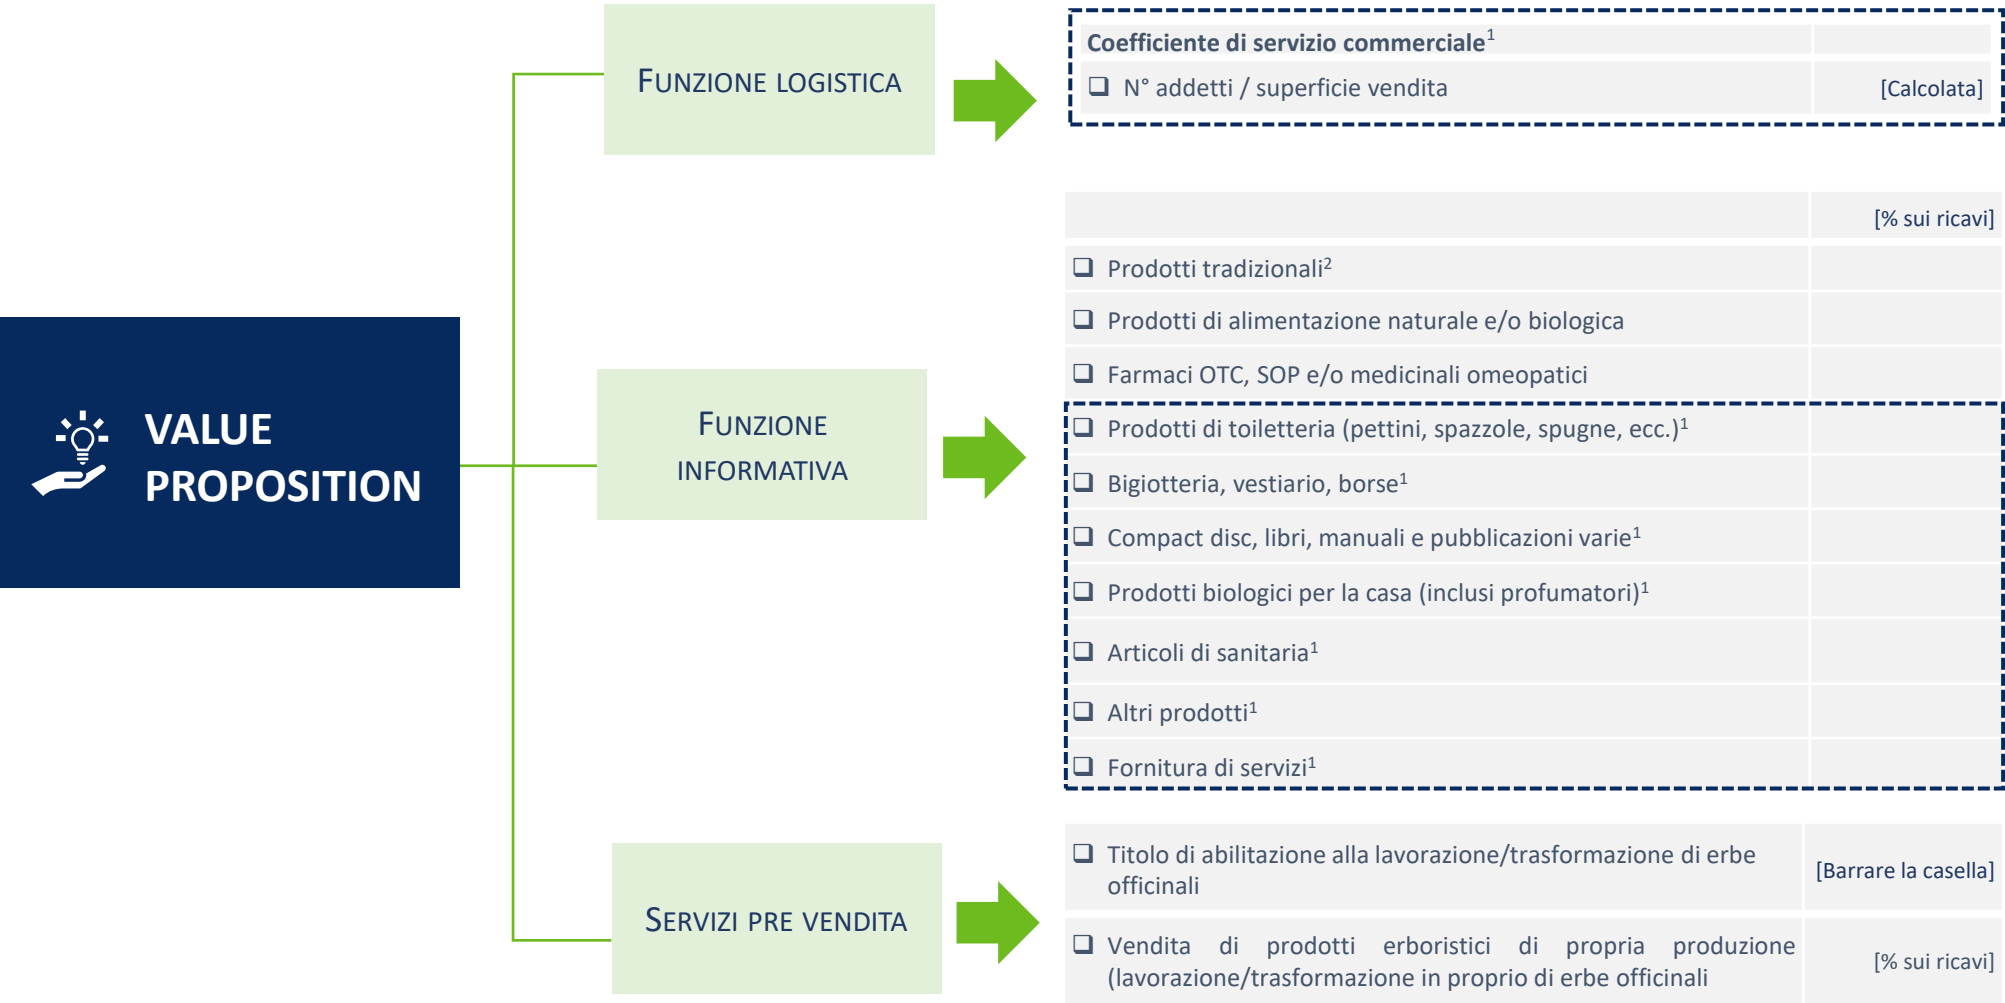 VALUE
PROPOSITION
FUNZIONE LOGISTICA
Coefficiente di servizio commerciale¹
N° addetti / superficie vendita [Calcolata]
FUNZIONE
INFORMATIVA
[% sui ricavi]
Prodotti tradizionali²
Prodotti di alimentazione naturale e/o biologica
Farmaci OTC, SOP e/o medicinali omeopatici
Prodotti di toiletteria (pettini, spazzole, spugne, ecc.)¹
Bigiotteria, vestiario, borse¹
Compact disc, libri, manuali e pubblicazioni varie¹
Prodotti biologici per la casa (inclusi profumatori)¹
Articoli di sanitaria¹
Altri prodotti¹
Fornitura di servizi¹
SERVIZI PRE VENDITA
Titolo di abilitazione alla lavorazione/trasformazione di erbe
officinali
[Barrare la casella]
Vendita di prodotti erboristici di propria produzione
(lavorazione/trasformazione in proprio di erbe officinali
[% sui ricavi]